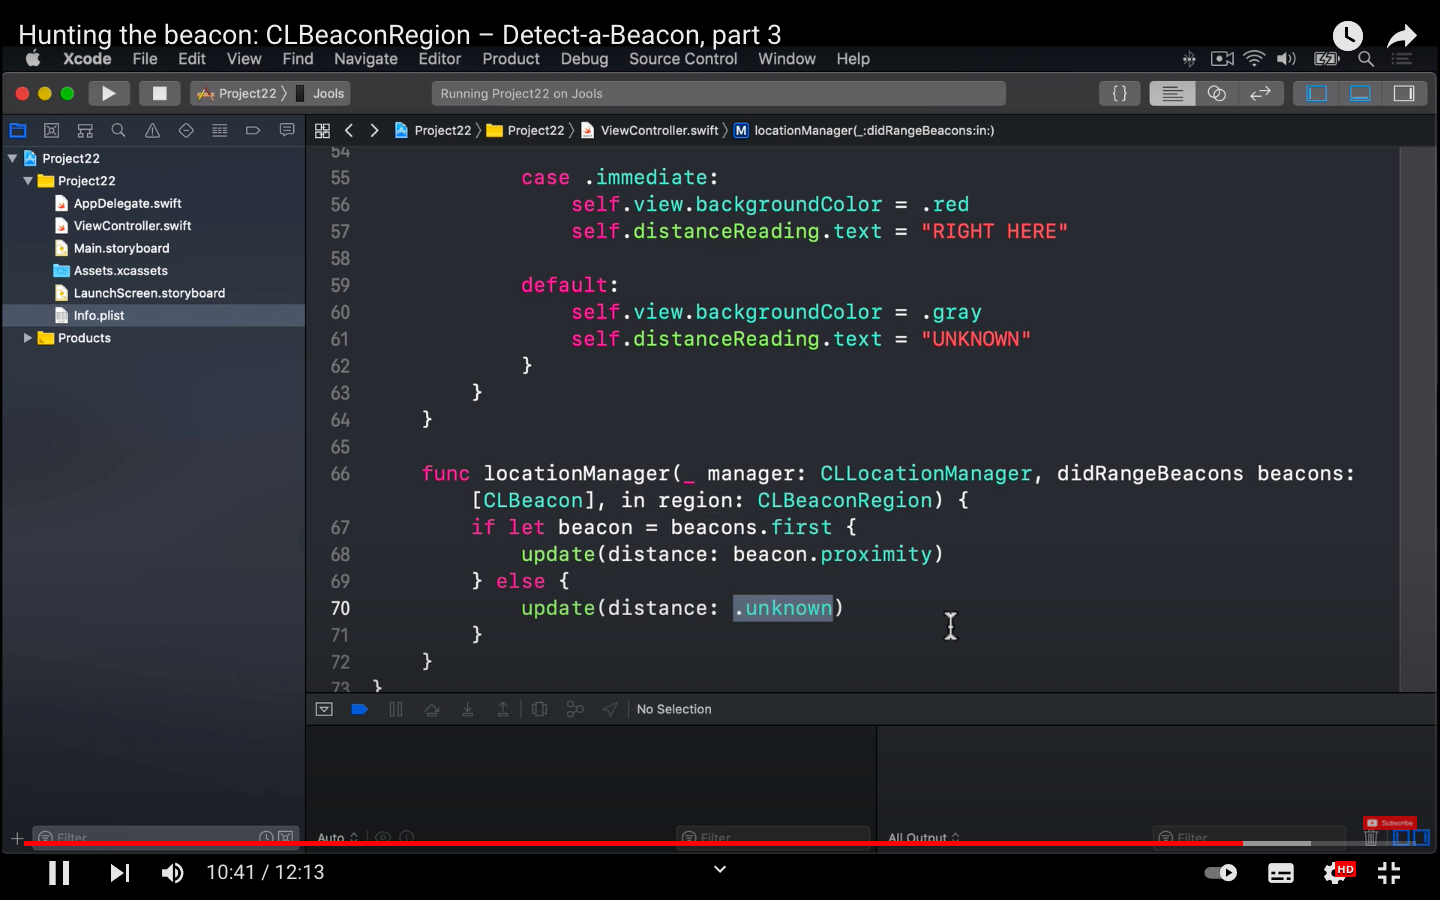 Hunting the beacon: CLBeaconRegion – Detect-a-Beacon, part 3
Xcode File Edit View Find Navigate Editor Product Debug Source Control Window Help
Project22 Jools
Running Project22 on Jools
Project22 Project22 ViewController.swift M locationManager(_:didRangeBeacons:in:)
Project22
Project22
AppDelegate.swift
ViewController.swift
Main.storyboard
Assets.xcassets
LaunchScreen.storyboard
Info.plist
Products
54
55 case .immediate:
56 self.view.backgroundColor = .red
57 self.distanceReading.text = "RIGHT HERE"
58
59 default:
60 self.view.backgroundColor = .gray
61 self.distanceReading.text = "UNKNOWN"
62 }
63 }
64 }
65
66 func locationManager(_ manager: CLLocationManager, didRangeBeacons beacons:
[CLBeacon], in region: CLBeaconRegion) {
67 if let beacon = beacons.first {
68 update(distance: beacon.proximity)
69 } else {
70 update(distance: .unknown)
71 }
72 }
73 }
No Selection
Filter
Auto
Filter
All Output
Filter
Subscribe
10:41 / 12:13
HD